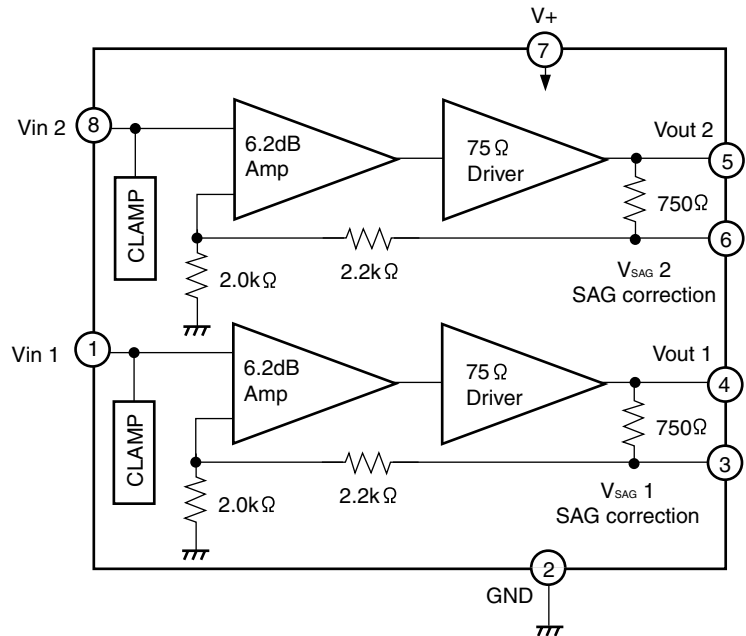 V+
7
Vin 2
8
6.2dB
Amp
75Ω
Driver
Vout 2
5
CLAMP
750Ω
6
2.0kΩ
2.2kΩ
VSAG 2
SAG correction
Vin 1
1
6.2dB
Amp
75Ω
Driver
Vout 1
4
CLAMP
750Ω
3
2.0kΩ
2.2kΩ
VSAG 1
SAG correction
2
GND